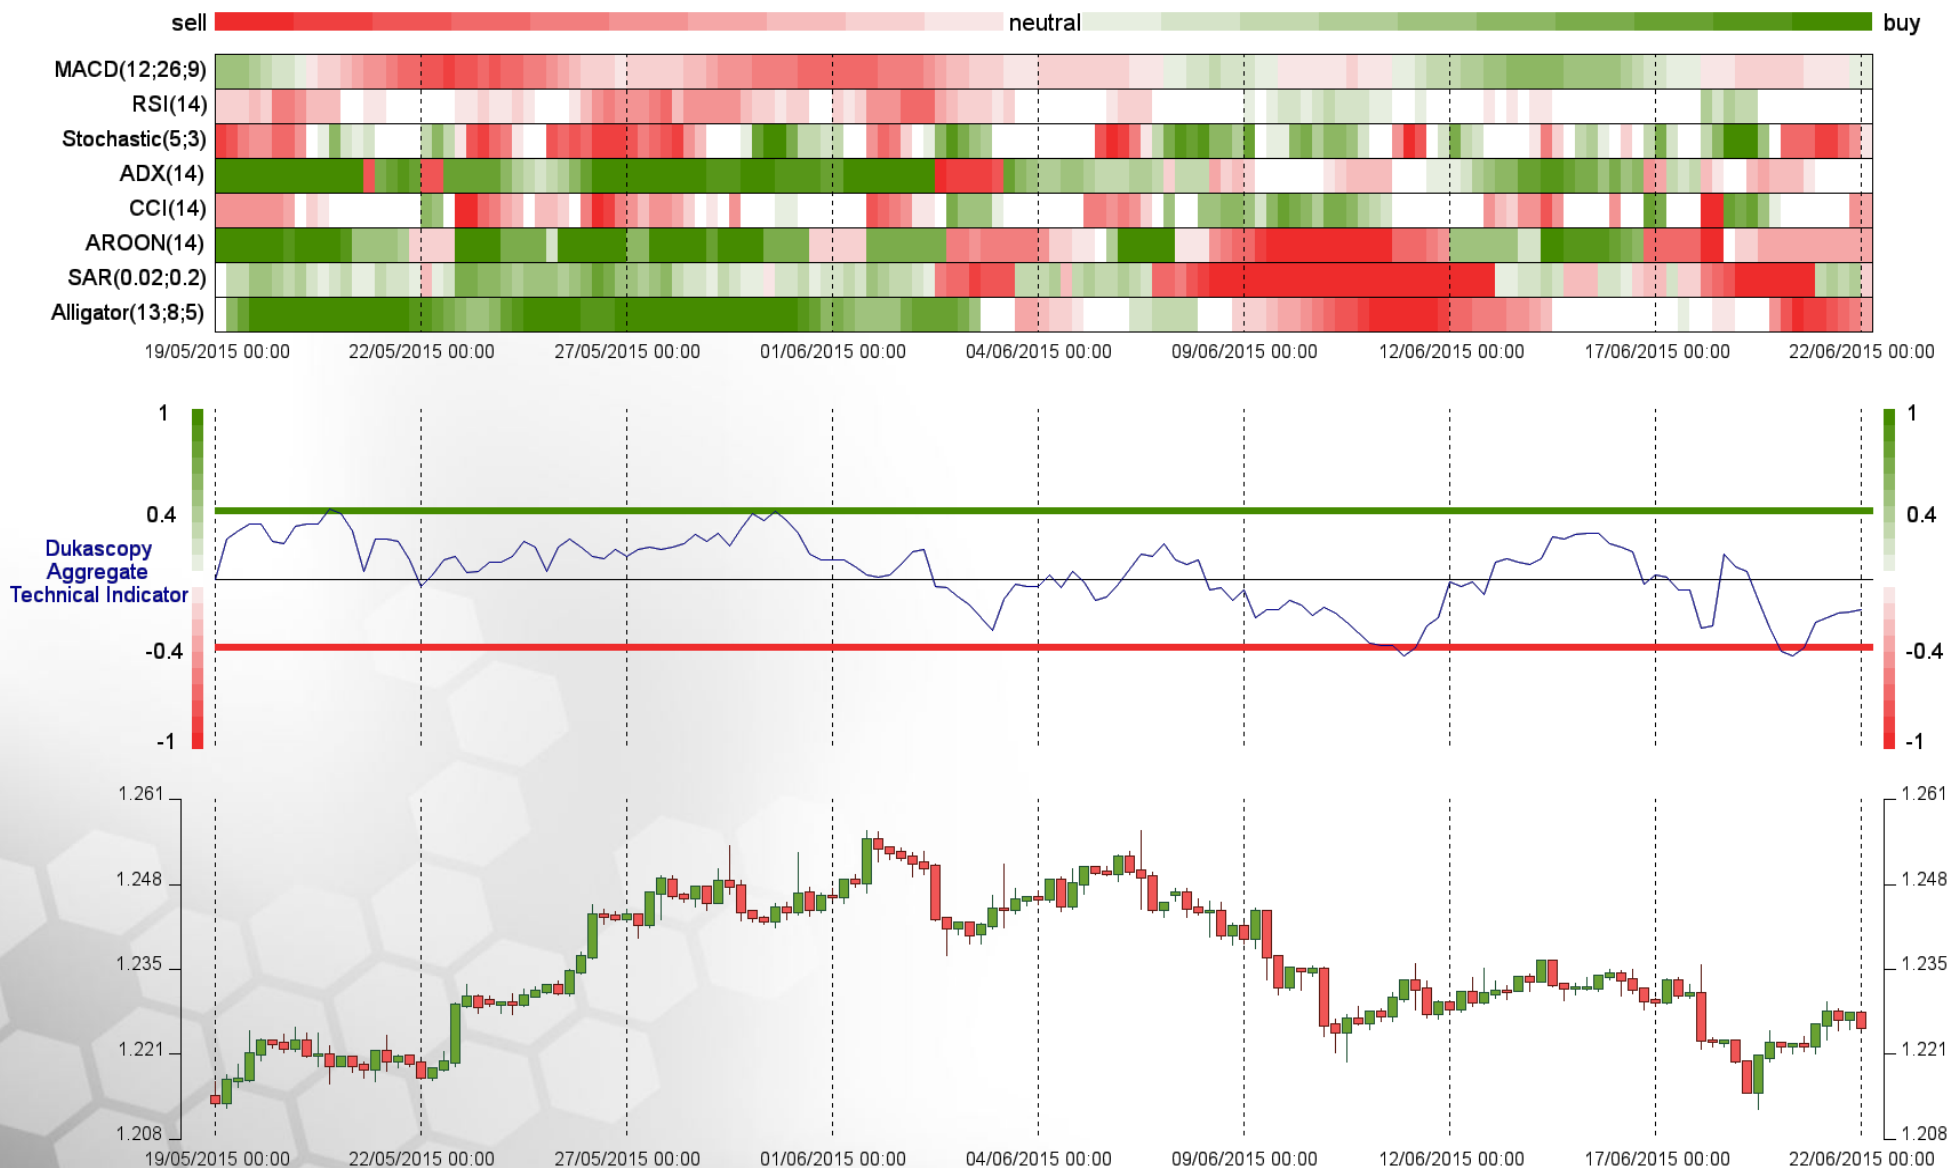 sell neutral buy
MACD(12;26;9)
RSI(14)
Stochastic(5;3)
ADX(14)
CCI(14)
AROON(14)
SAR(0.02;0.2)
Alligator(13;8;5)
19/05/2015 00:00 22/05/2015 00:00 27/05/2015 00:00 01/06/2015 00:00 04/06/2015 00:00 09/06/2015 00:00 12/06/2015 00:00 17/06/2015 00:00 22/06/2015 00:00
1 1
0.4 0.4
Dukascopy
Aggregate
Technical Indicator
-0.4 -0.4
-1 -1
1.261 1.261
1.248 1.248
1.235 1.235
1.221 1.221
1.208 1.208
19/05/2015 00:00 22/05/2015 00:00 27/05/2015 00:00 01/06/2015 00:00 04/06/2015 00:00 09/06/2015 00:00 12/06/2015 00:00 17/06/2015 00:00 22/06/2015 00:00